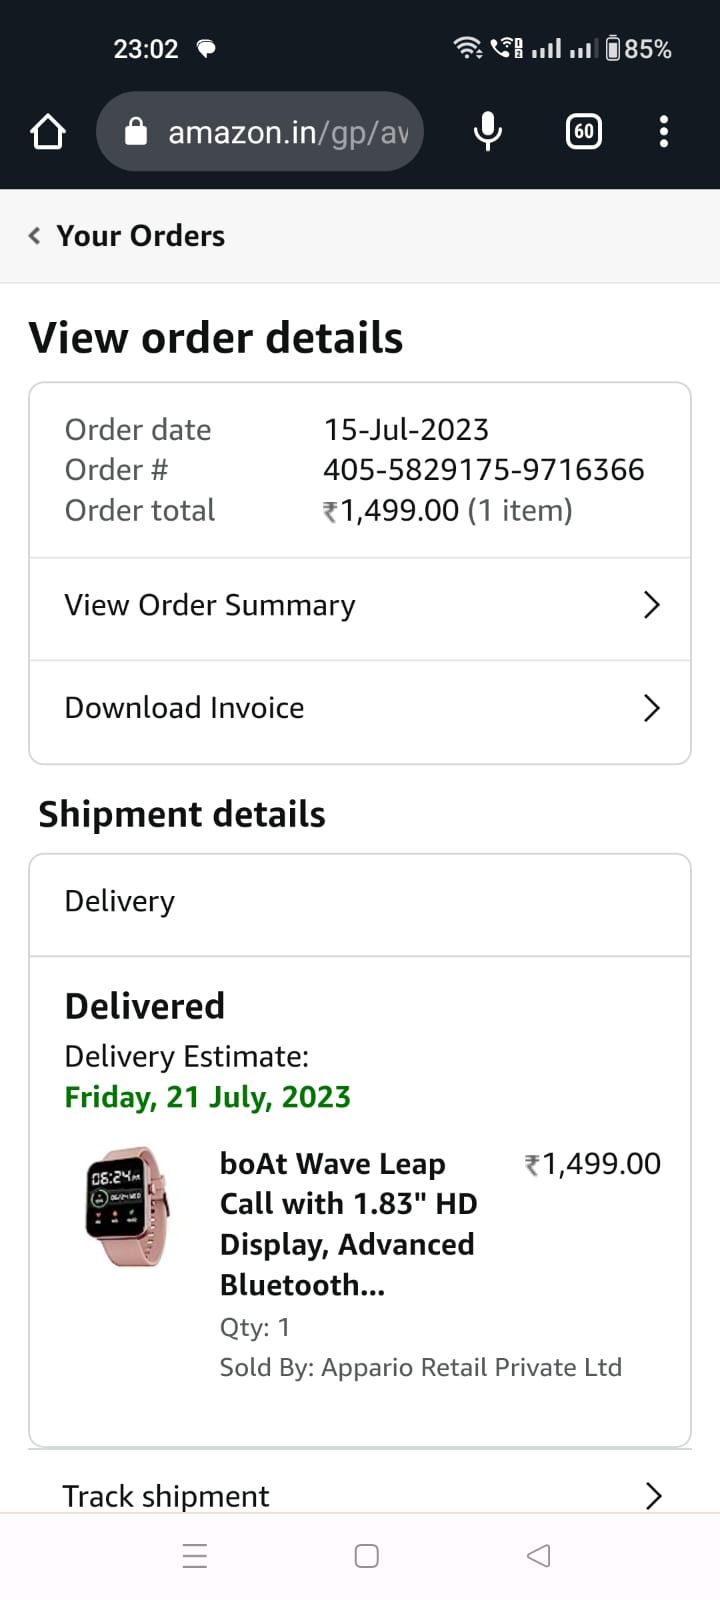 23:02
85%
amazon.in/gp/av
60
Your Orders
View order details
Order date 15-Jul-2023
Order # 405-5829175-9716366
Order total ₹1,499.00 (1 item)
View Order Summary
Download Invoice
Shipment details
Delivery
Delivered
Delivery Estimate:
Friday, 21 July, 2023
boAt Wave Leap ₹1,499.00
Call with 1.83" HD
Display, Advanced
Bluetooth...
Qty: 1
Sold By: Appario Retail Private Ltd
Track shipment